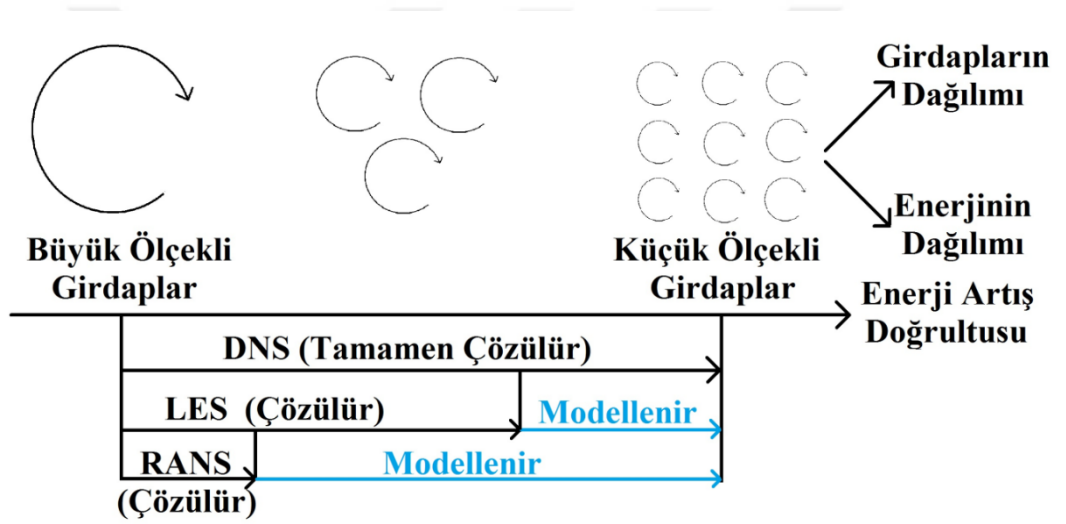 Girdapların
Dağılımı
Enerjinin
Dağılımı
Büyük Ölçekli
Girdaplar
Küçük Ölçekli
Girdaplar
Enerji Artış
Doğrultusu
DNS (Tamamen Çözülür)
LES (Çözülür)
Modellenir
RANS
(Çözülür)
Modellenir